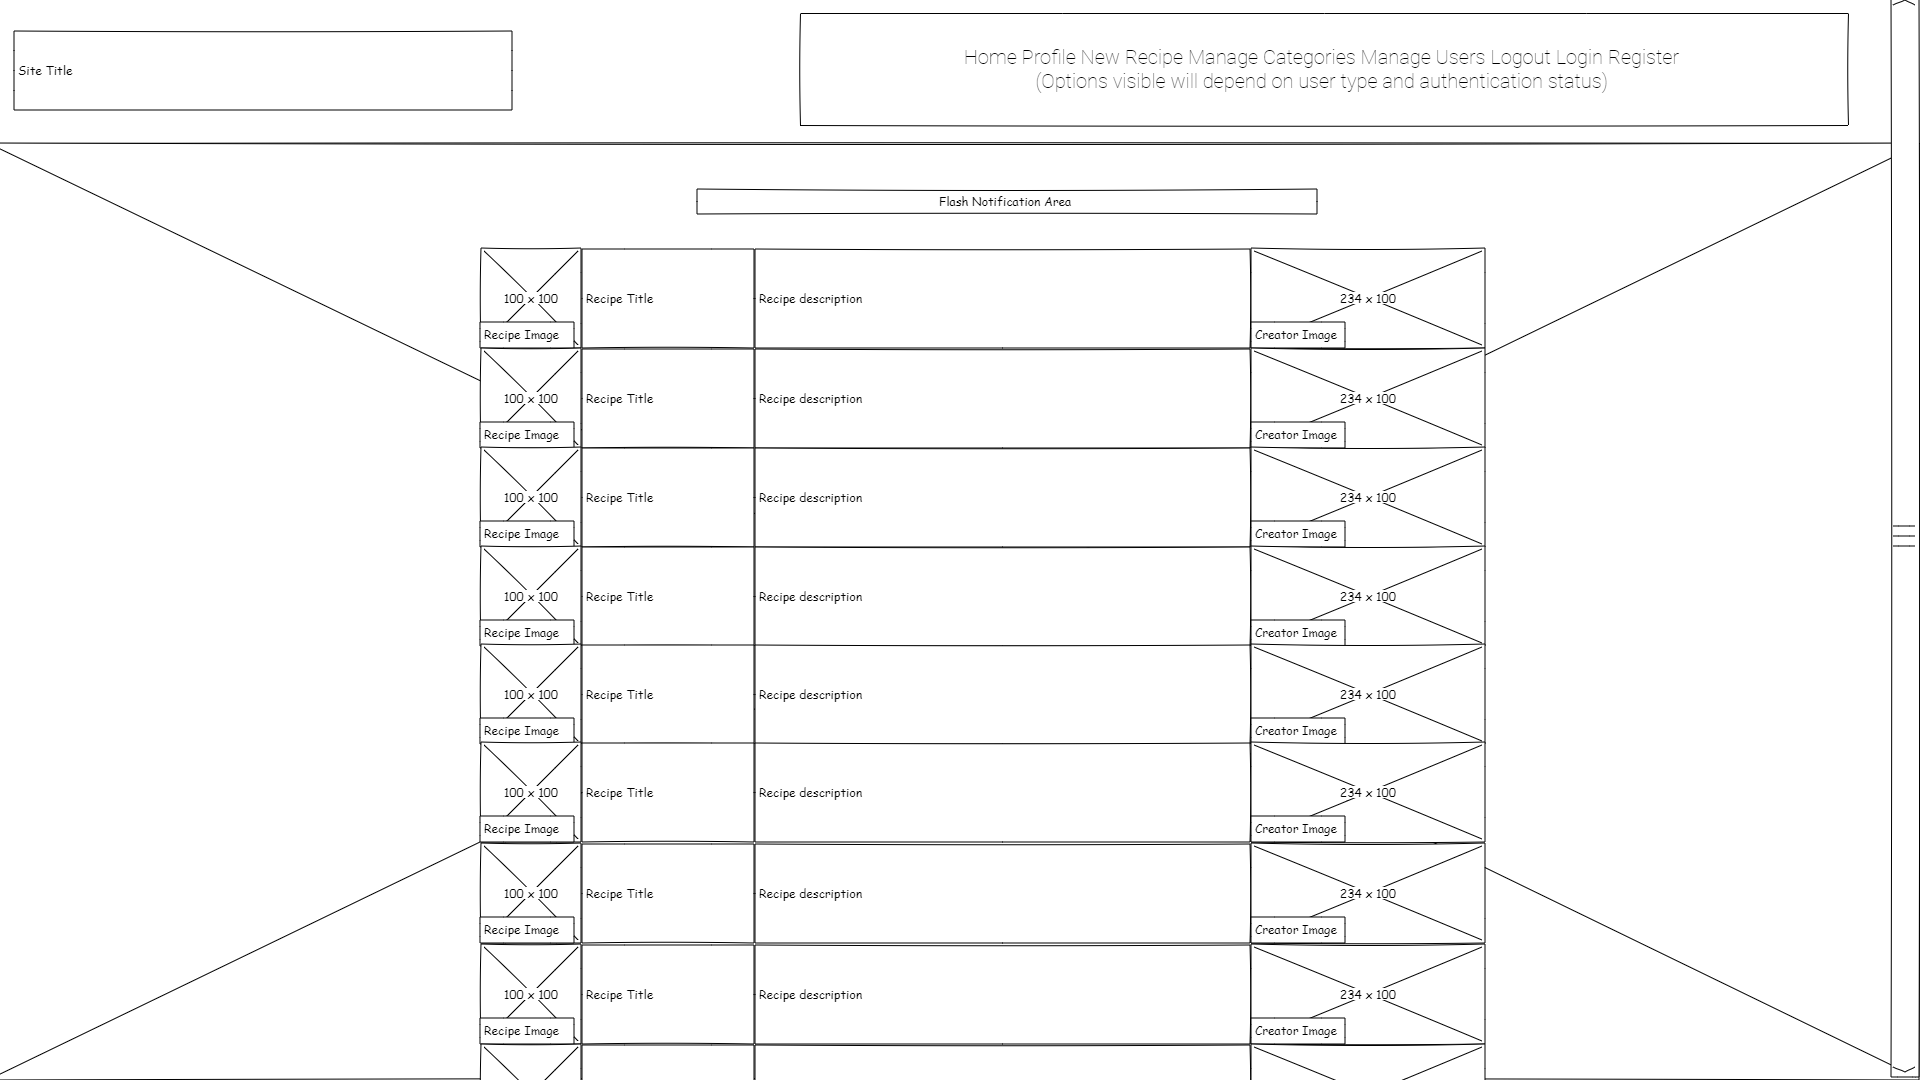 Site Title
Home Profile New Recipe Manage Categories Manage Users Logout Login Register
(Options visible will depend on user type and authentication status)
Flash Notification Area
100 x 100
Recipe Image
Recipe Title
Recipe description
234 x 100
Creator Image
100 x 100
Recipe Image
Recipe Title
Recipe description
234 x 100
Creator Image
100 x 100
Recipe Image
Recipe Title
Recipe description
234 x 100
Creator Image
100 x 100
Recipe Image
Recipe Title
Recipe description
234 x 100
Creator Image
100 x 100
Recipe Image
Recipe Title
Recipe description
234 x 100
Creator Image
100 x 100
Recipe Image
Recipe Title
Recipe description
234 x 100
Creator Image
100 x 100
Recipe Image
Recipe Title
Recipe description
234 x 100
Creator Image
100 x 100
Recipe Image
Recipe Title
Recipe description
234 x 100
Creator Image